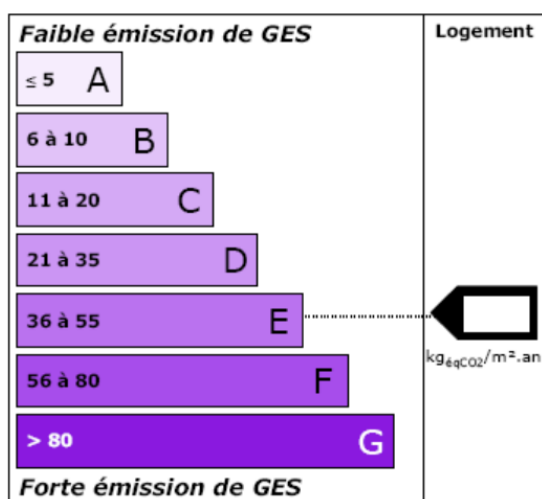 Faible émission de GES
Logement
≤ 5 A
6 à 10 B
11 à 20 C
21 à 35 D
36 à 55 E
kgéqCO2/m².an
56 à 80 F
> 80 G
Forte émission de GES